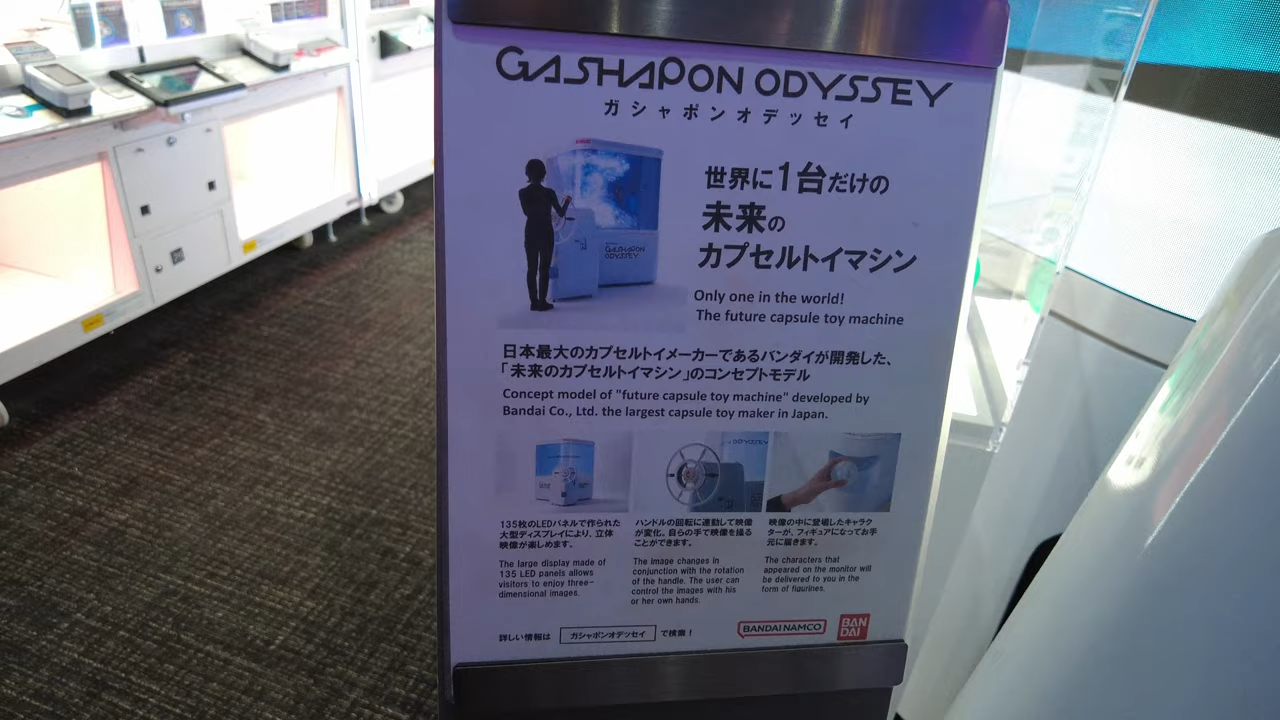 GASHAPON ODYSSEY
ガシャポンオデッセイ
世界に1台だけの
未来の
カプセルトイマシン
Only one in the world!
The future capsule toy machine
GASHAPON
ODYSSEY
日本最大のカプセルトイメーカーであるバンダイが開発した、
「未来のカプセルトイマシン」のコンセプトモデル
Concept model of "future capsule toy machine" developed by
Bandai Co., Ltd. the largest capsule toy maker in Japan.
ODYSSEY
135枚のLEDパネルで作られた
大型ディスプレイにより、立体
映像が楽しめます。
The large display made of
135 LED panels allows
visitors to enjoy three-
dimensional images.
ハンドルの回転に連動して映像
が変化。自らの手で映像を操る
ことができます。
The image changes in
conjunction with the rotation
of the handle. The user can
control the images with his
or her own hands.
映像の中に登場したキャラク
ターが、フィギュアになってお手
元に届きます。
The characters that
appeared on the monitor will
be delivered to you in the
form of figurines.
詳しい情報は ガシャポンオデッセイ で検索！
BANDAI NAMCO
BAN
DAI